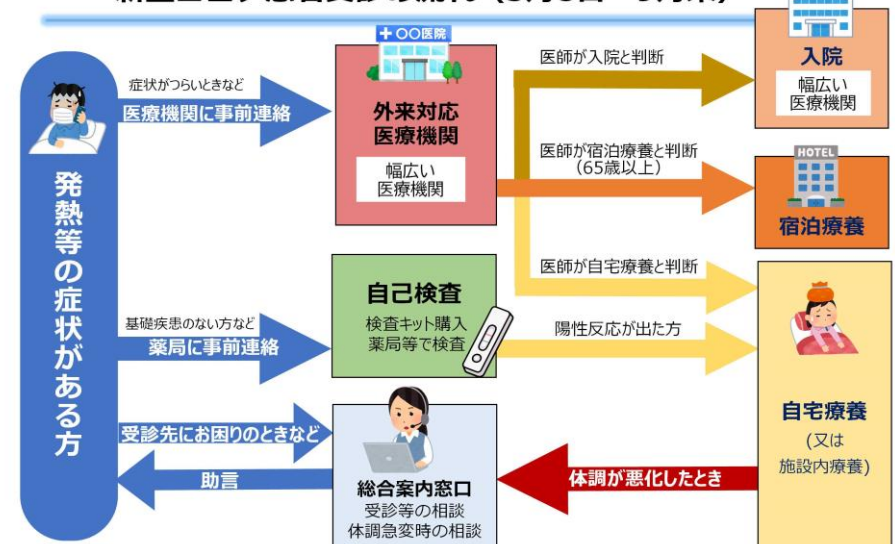 ＋〇〇医院
医師が入院と判断
入院
幅広い
医療機関
症状がつらいときなど
医療機関に事前連絡
外来対応
医療機関
幅広い
医療機関
医師が宿泊療養と判断
(65歳以上)
HOTEL
宿泊療養
発熱等の症状がある方
医師が自宅療養と判断
自己検査
検査キット購入
薬局等で検査
基礎疾患のない方など
薬局に事前連絡
陽性反応が出た方
自宅療養
(又は
施設内療養)
受診先にお困りのときなど
助言
総合案内窓口
受診等の相談
体調急変時の相談
体調が悪化したとき